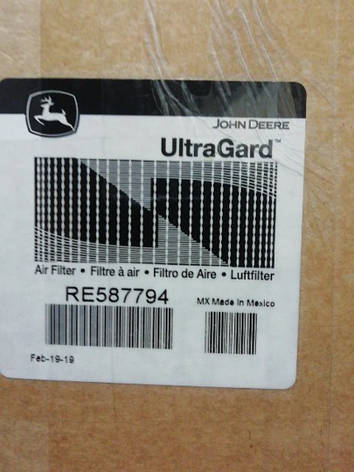 JOHN DEERE
UltraGard™
Air Filter • Filtre à air • Filtro de Aire • Luftfilter
RE587794
MX Made in Mexico
Feb-19-19